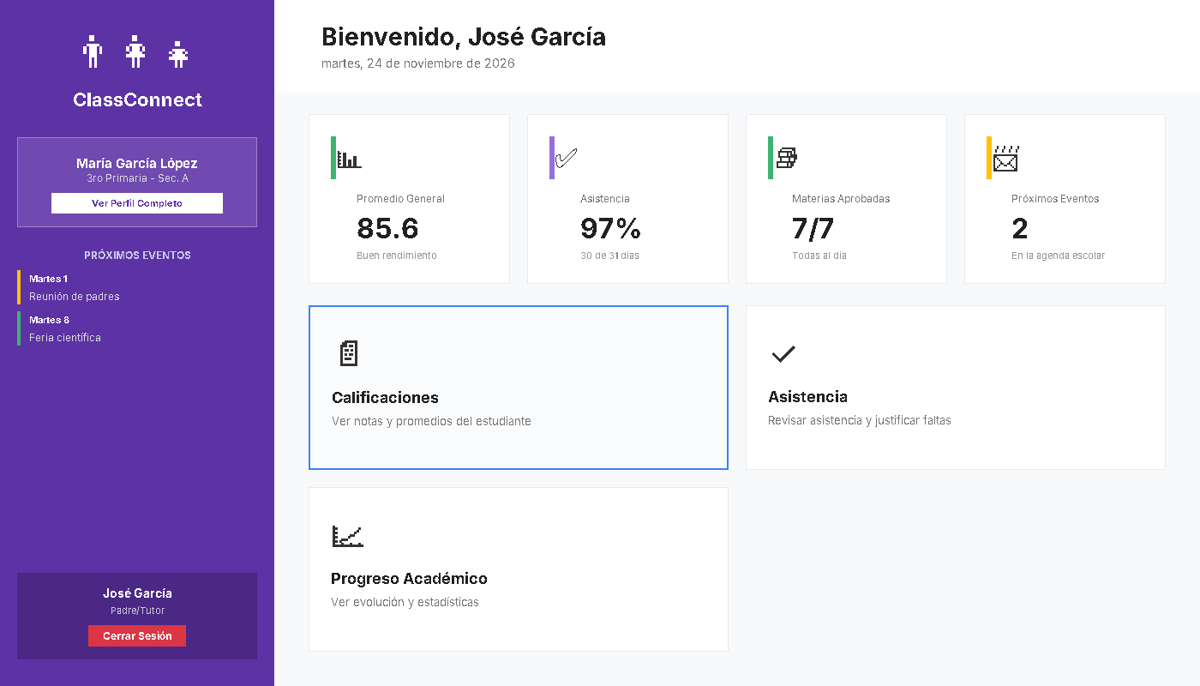 ClassConnect
María García López
3ro Primaria - Sec. A
Ver Perfil Completo
PRÓXIMOS EVENTOS
Martes 1
Reunión de padres
Martes 8
Feria científica
José García
Padre/Tutor
Cerrar Sesión
Bienvenido, José García
martes, 24 de noviembre de 2026
Promedio General
85.6
Buen rendimiento
Asistencia
97%
30 de 31 días
Materias Aprobadas
7/7
Todas al día
Próximos Eventos
2
En la agenda escolar
Calificaciones
Ver notas y promedios del estudiante
Asistencia
Revisar asistencia y justificar faltas
Progreso Académico
Ver evolución y estadísticas